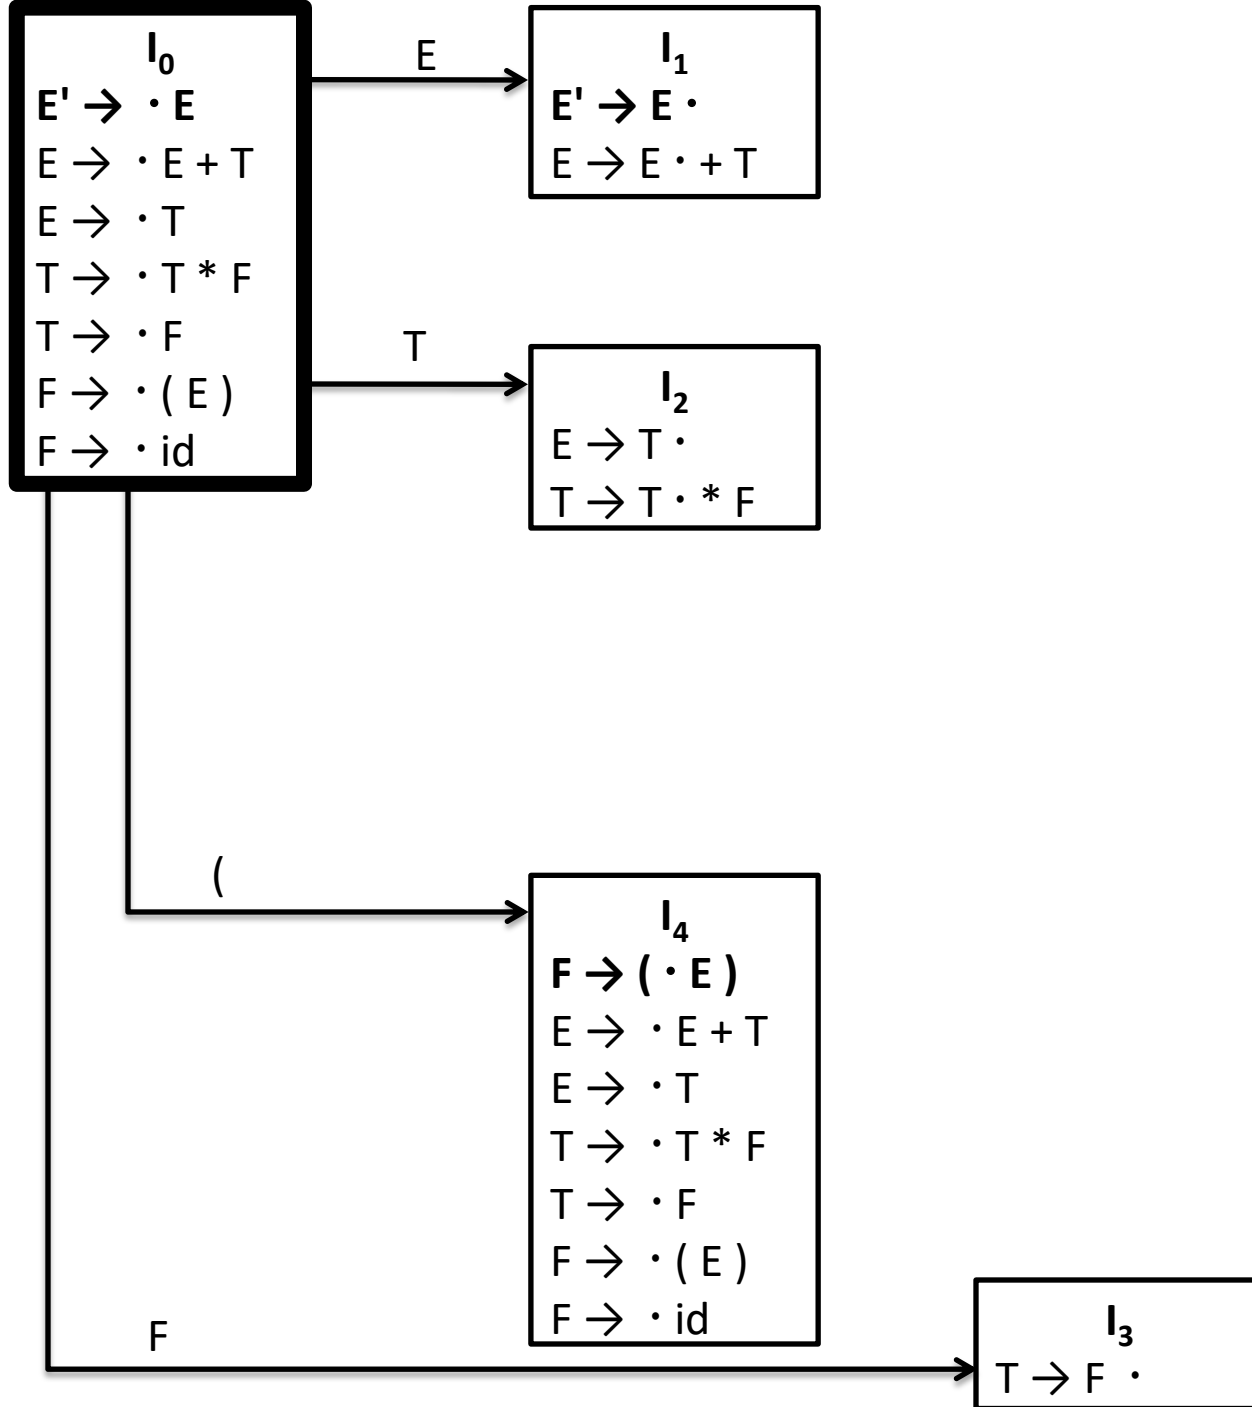 I0
E' → · E
E → · E + T
E → · T
T → · T * F
T → · F
F → · ( E )
F → · id
E
I1
E' → E ·
E → E · + T
T
I2
E → T ·
T → T · * F
(
I4
F → ( · E )
E → · E + T
E → · T
T → · T * F
T → · F
F → · ( E )
F → · id
F
I3
T → F ·